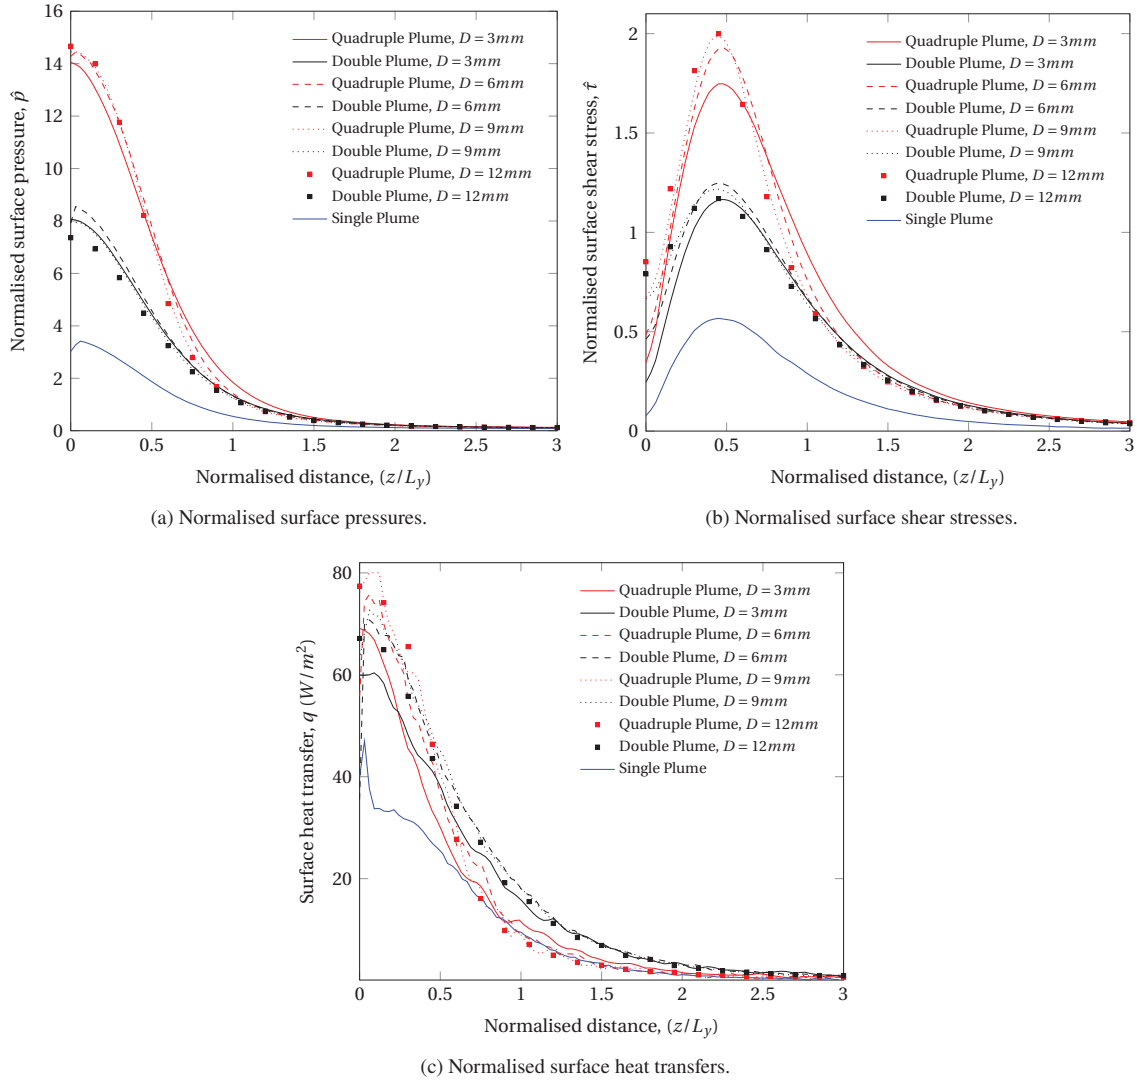 Normalised surface pressure, p̂
16
14
12
10
8
6
4
2
0
Quadruple Plume, D = 3mm
Double Plume, D = 3mm
Quadruple Plume, D = 6mm
Double Plume, D = 6mm
Quadruple Plume, D = 9mm
Double Plume, D = 9mm
Quadruple Plume, D = 12mm
Double Plume, D = 12mm
Single Plume
0 0.5 1 1.5 2 2.5 3
Normalised distance, (z/L_y)
(a) Normalised surface pressures.
Normalised surface shear stress, τ̂
2
1.5
1
0.5
0
Quadruple Plume, D = 3mm
Double Plume, D = 3mm
Quadruple Plume, D = 6mm
Double Plume, D = 6mm
Quadruple Plume, D = 9mm
Double Plume, D = 9mm
Quadruple Plume, D = 12mm
Double Plume, D = 12mm
Single Plume
0 0.5 1 1.5 2 2.5 3
Normalised distance, (z/L_y)
(b) Normalised surface shear stresses.
Surface heat transfer, q (W/m²)
80
60
40
20
Quadruple Plume, D = 3mm
Double Plume, D = 3mm
Quadruple Plume, D = 6mm
Double Plume, D = 6mm
Quadruple Plume, D = 9mm
Double Plume, D = 9mm
Quadruple Plume, D = 12mm
Double Plume, D = 12mm
Single Plume
0 0.5 1 1.5 2 2.5 3
Normalised distance, (z/L_y)
(c) Normalised surface heat transfers.